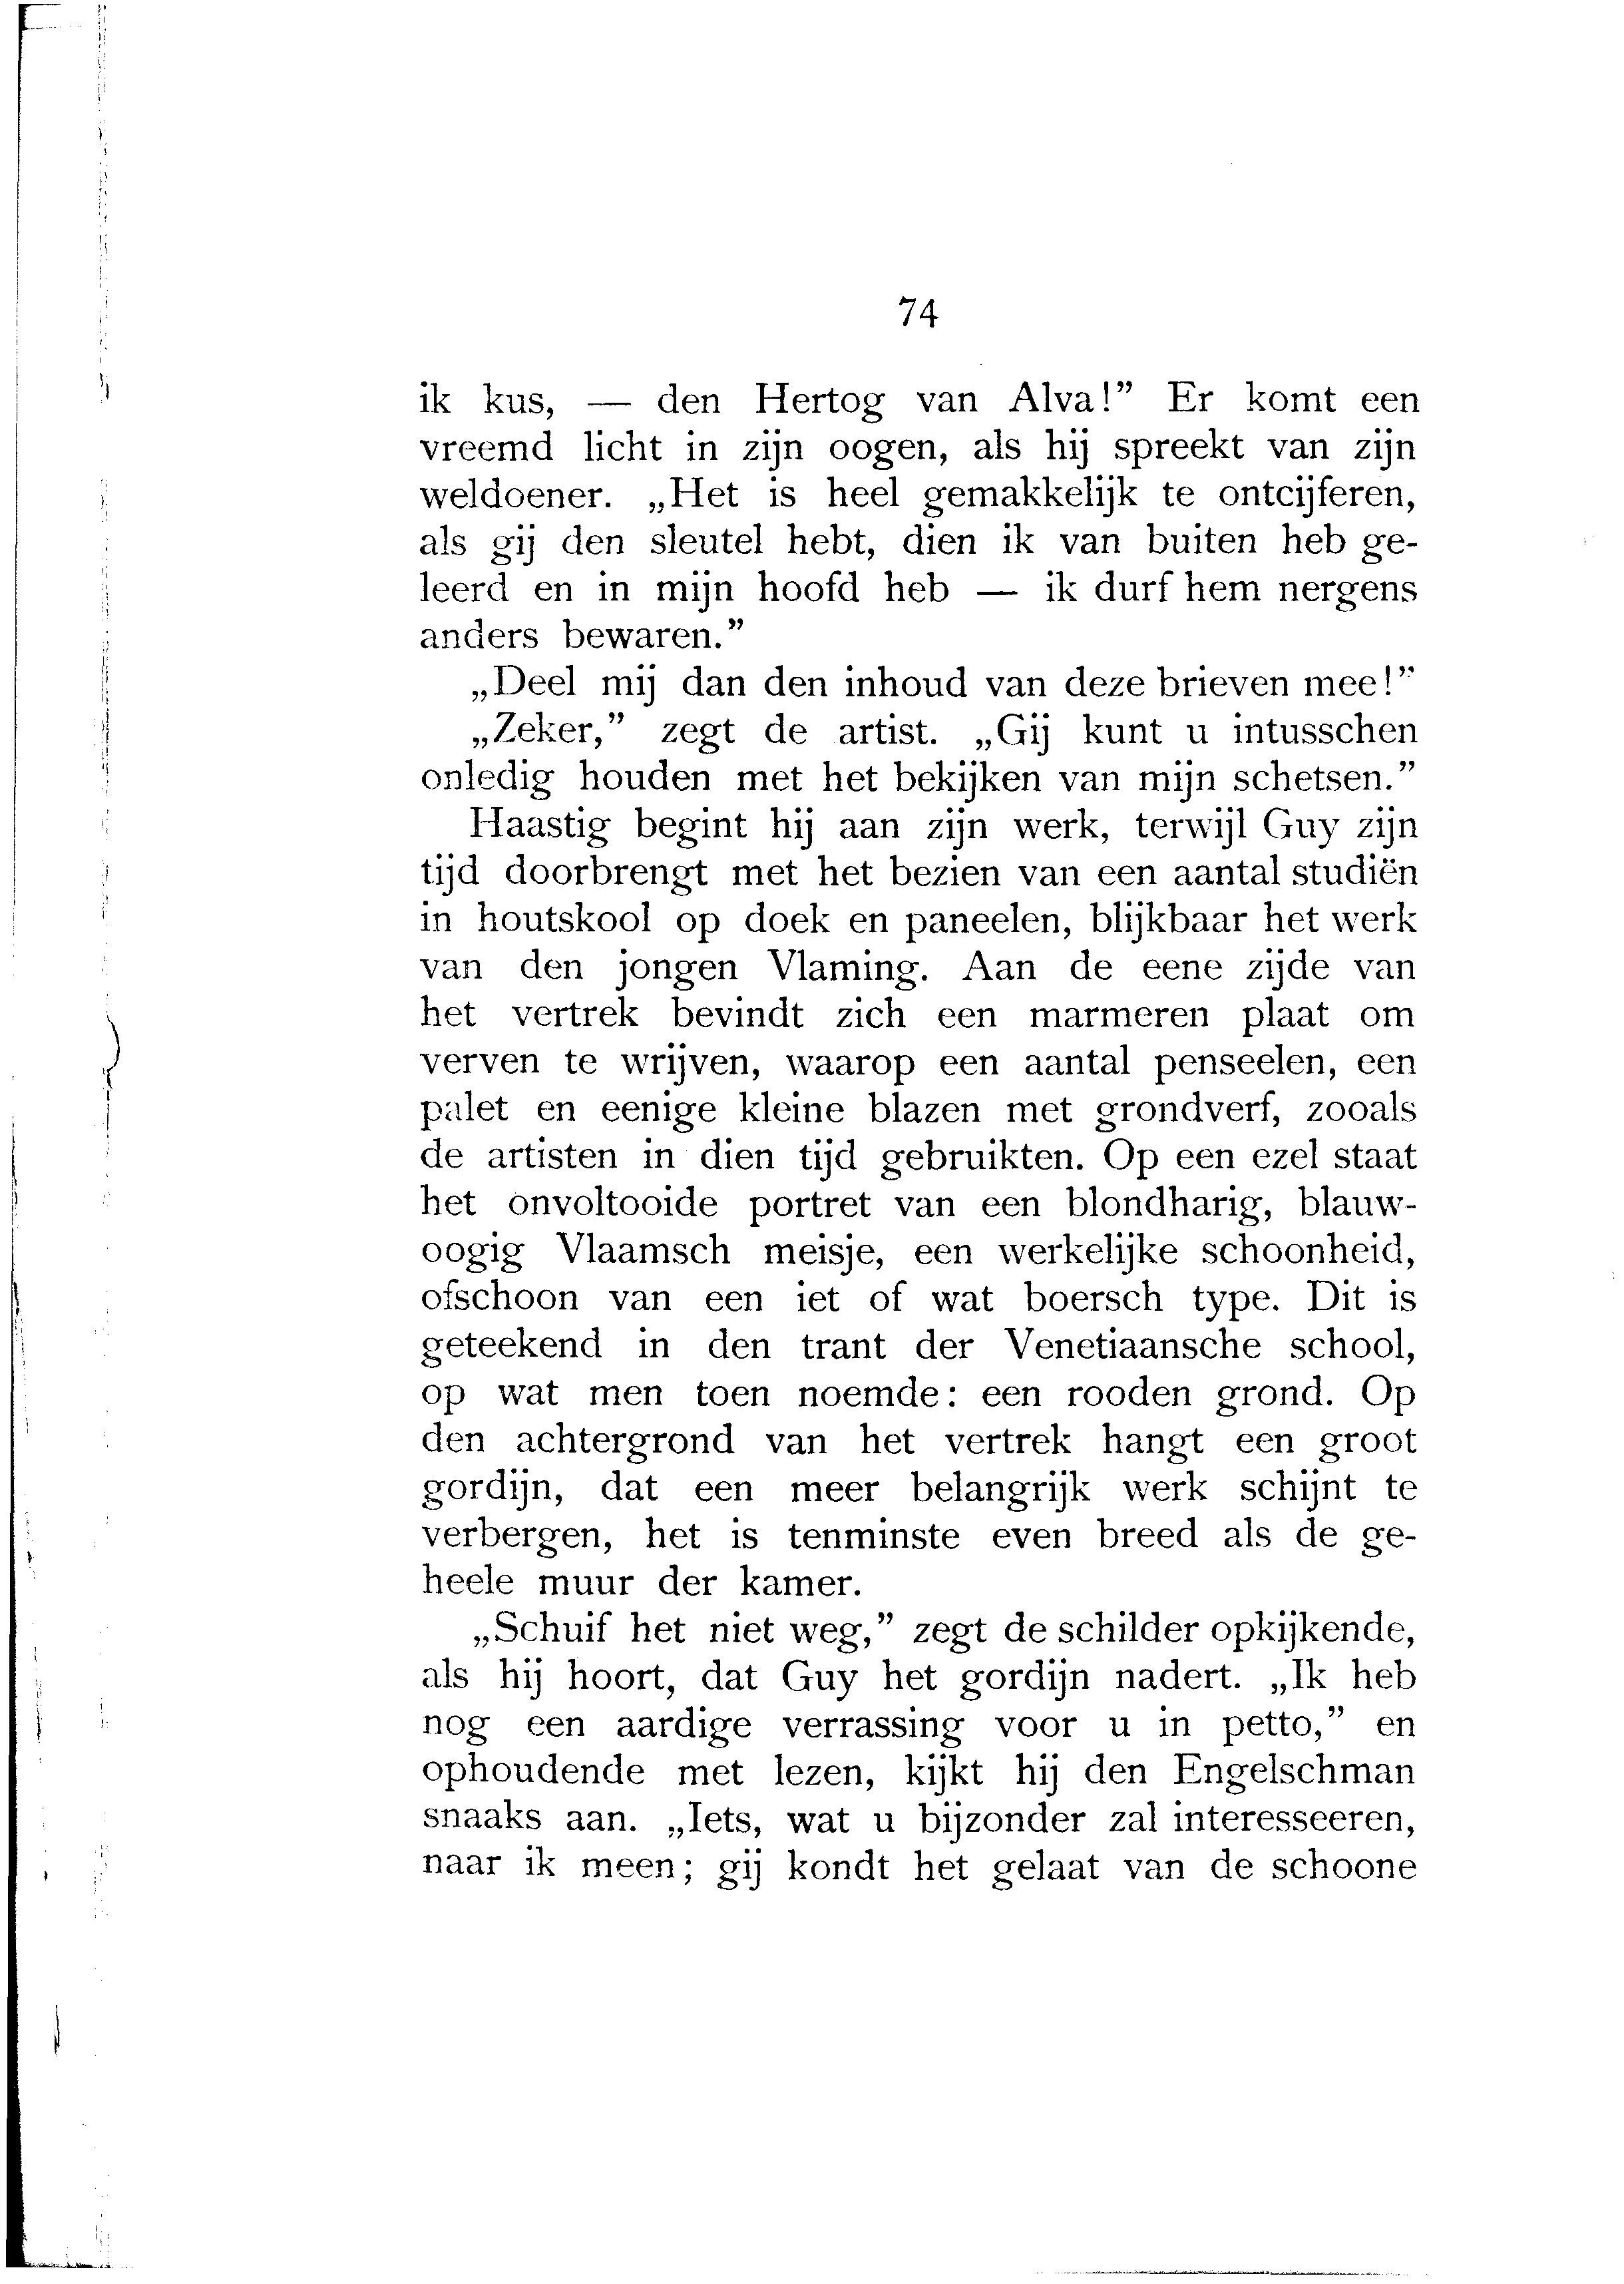 74
ik kus, — den Hertog van Alva!” Er komt een
vreemd licht in zijn oogen, als hij spreekt van zijn
weldoener. „Het is heel gemakkelijk te ontcijferen,
als gij den sleutel hebt, dien ik van buiten heb ge-
leerd en in mijn hoofd heb — ik durf hem nergens
anders bewaren.”
„Deel mij dan den inhoud van deze brieven mee!”
„Zeker,” zegt de artist. „Gij kunt u intusschen
onledig houden met het bekijken van mijn schetsen.”
Haastig begint hij aan zijn werk, terwijl Guy zijn
tijd doorbrengt met het bezien van een aantal studiën
in houtskool op doek en paneelen, blijkbaar het werk
van den jongen Vlaming. Aan de eene zijde van
het vertrek bevindt zich een marmeren plaat om
verven te wrijven, waarop een aantal penseelen, een
palet en eenige kleine blazen met grondverf, zooals
de artisten in dien tijd gebruikten. Op een ezel staat
het onvoltooide portret van een blondharig, blauw-
oogig Vlaamsch meisje, een werkelijke schoonheid,
ofschoon van een iet of wat boersch type. Dit is
geteekend in den trant der Venetiaansche school,
op wat men toen noemde: een rooden grond. Op
den achtergrond van het vertrek hangt een groot
gordijn, dat een meer belangrijk werk schijnt te
verbergen, het is tenminste even breed als de ge-
heele muur der kamer.
„Schuif het niet weg,” zegt de schilder opkijkende,
als hij hoort, dat Guy het gordijn nadert. „Ik heb
nog een aardige verrassing voor u in petto,” en
ophoudende met lezen, kijkt hij den Engelschman
snaaks aan. „Iets, wat u bijzonder zal interesseeren,
naar ik meen; gij kondt het gelaat van de schoone